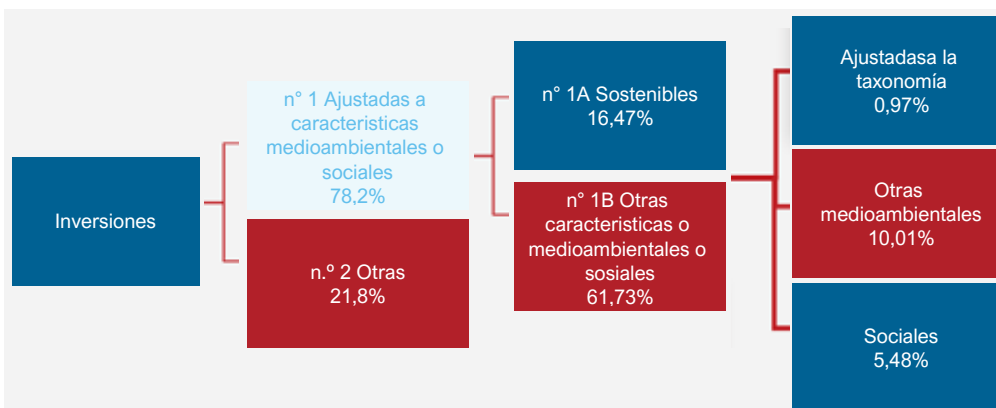 Inversiones
n° 1 Ajustadas a
caracteristicas
medioambientales o
sociales
78,2%
n.º 2 Otras
21,8%
n° 1A Sostenibles
16,47%
n° 1B Otras
caracteristicas o
medioambientales o
sosiales
61,73%
Ajustadasa la
taxonomía
0,97%
Otras
medioambientales
10,01%
Sociales
5,48%